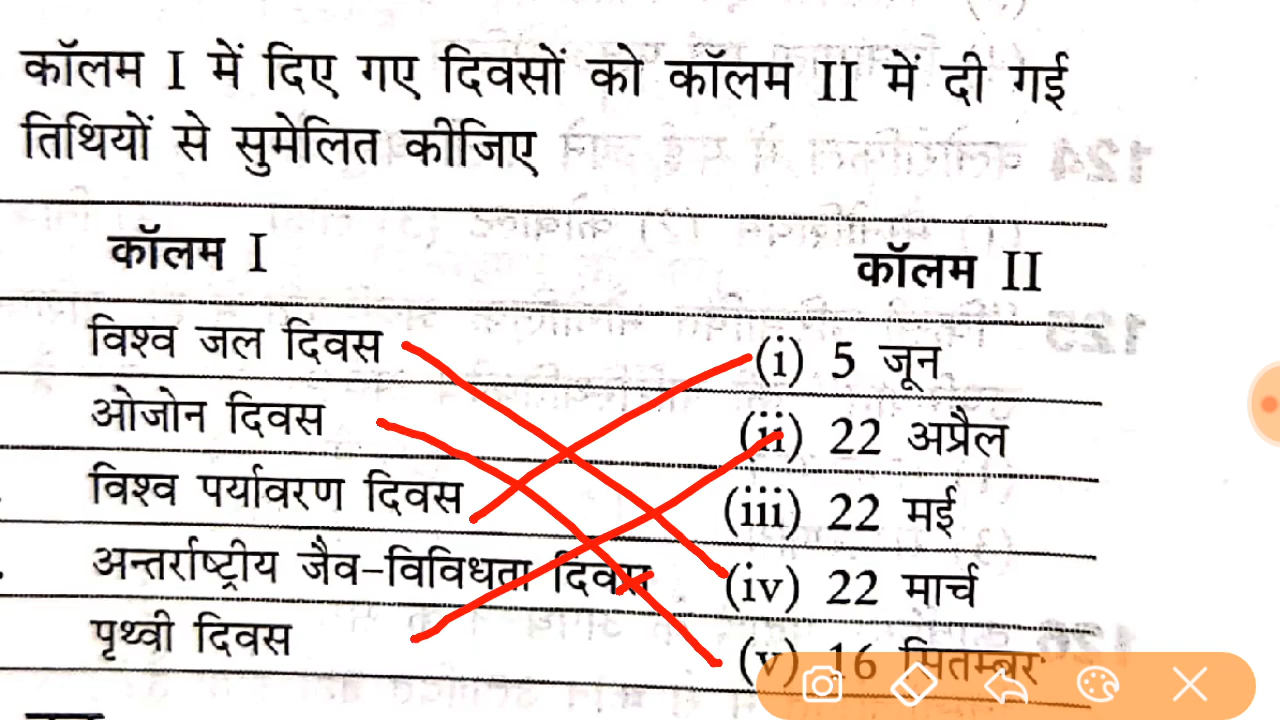 कॉलम I में दिए गए दिवसों को कॉलम II में दी गई
तिथियों से सुमेलित कीजिए
कॉलम I कॉलम II
विश्व जल दिवस (i) 5 जून
ओजोन दिवस (ii) 22 अप्रैल
विश्व पर्यावरण दिवस (iii) 22 मई
अन्तर्राष्ट्रीय जैव-विविधता दिवस (iv) 22 मार्च
पृथ्वी दिवस (v) 16 सितम्बर